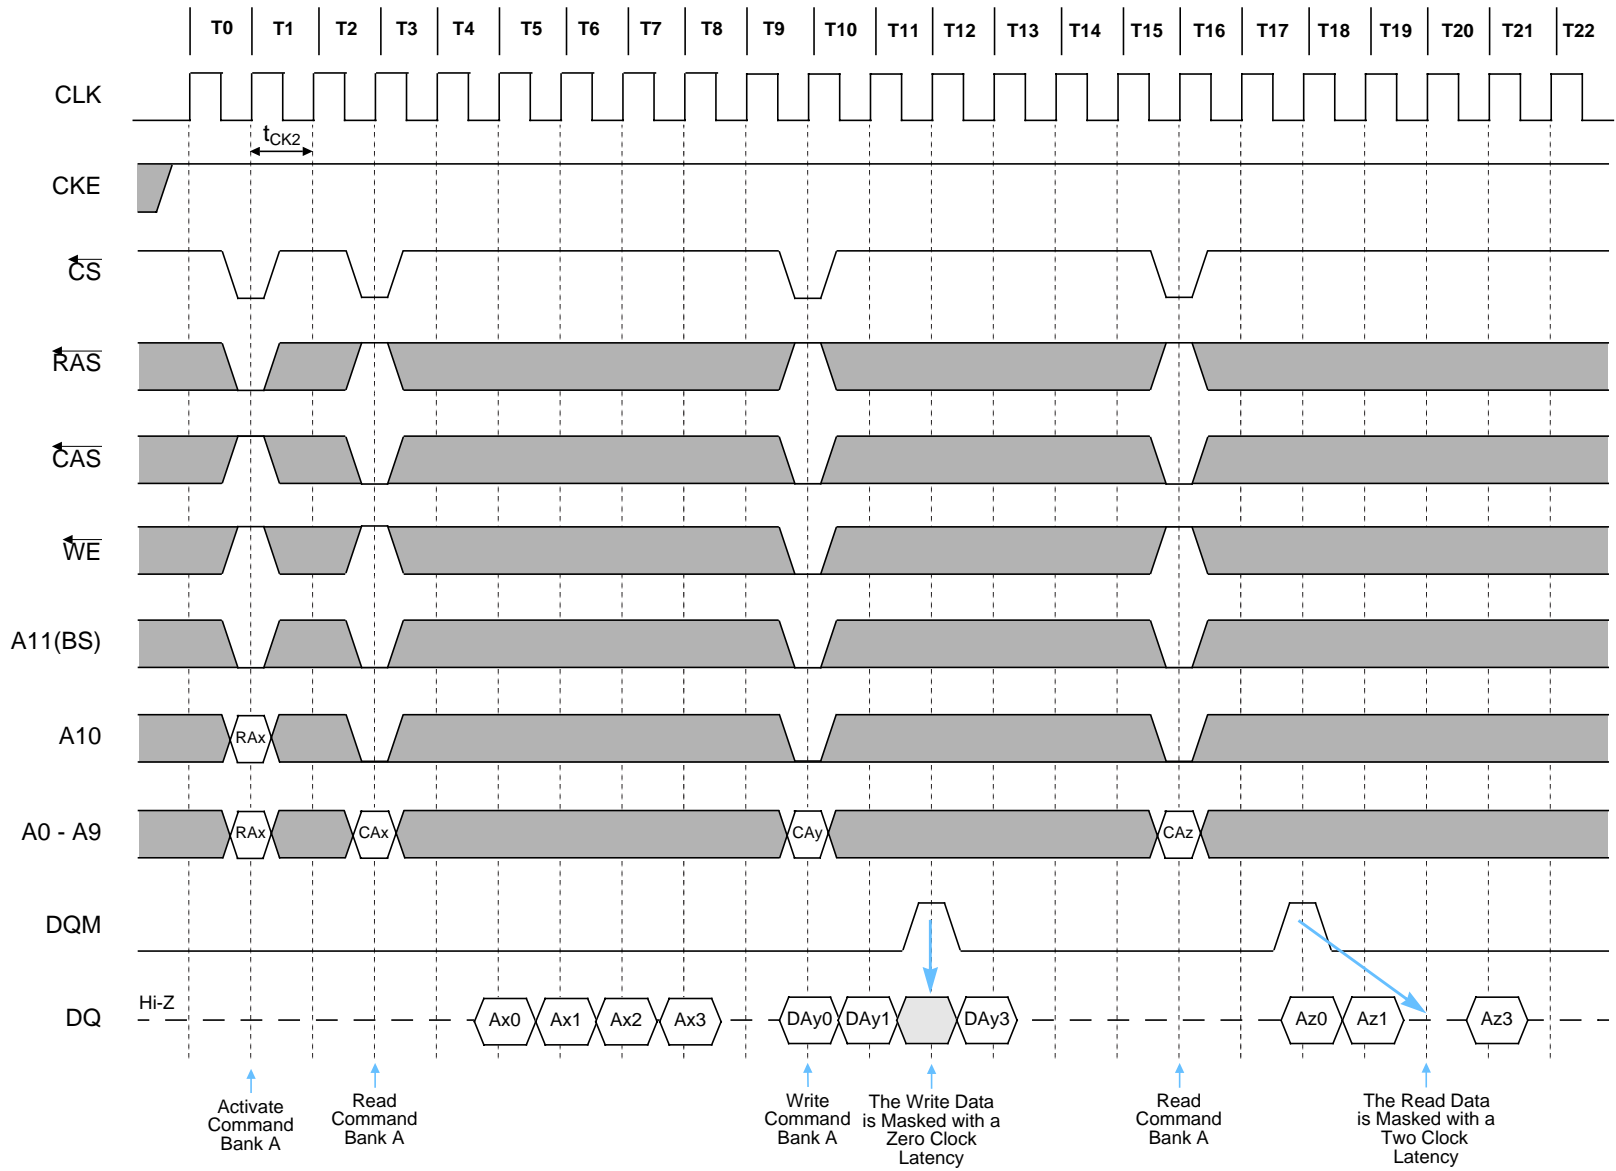 T0 T1 T2 T3 T4 T5 T6 T7 T8 T9 T10 T11 T12 T13 T14 T15 T16 T17 T18 T19 T20 T21 T22
CLK
tCK2
CKE
CS
RAS
CAS
WE
A11(BS)
A10 RAx
A0 - A9 RAx CAx CAy CAz
DQM
Hi-Z
DQ Ax0 Ax1 Ax2 Ax3 DAy0 DAy1 DAy3 Az0 Az1 Az3
Activate
Command
Bank A
Read
Command
Bank A
Write
Command
Bank A
The Write Data
is Masked with a
Zero Clock
Latency
Read
Command
Bank A
The Read Data
is Masked with a
Two Clock
Latency